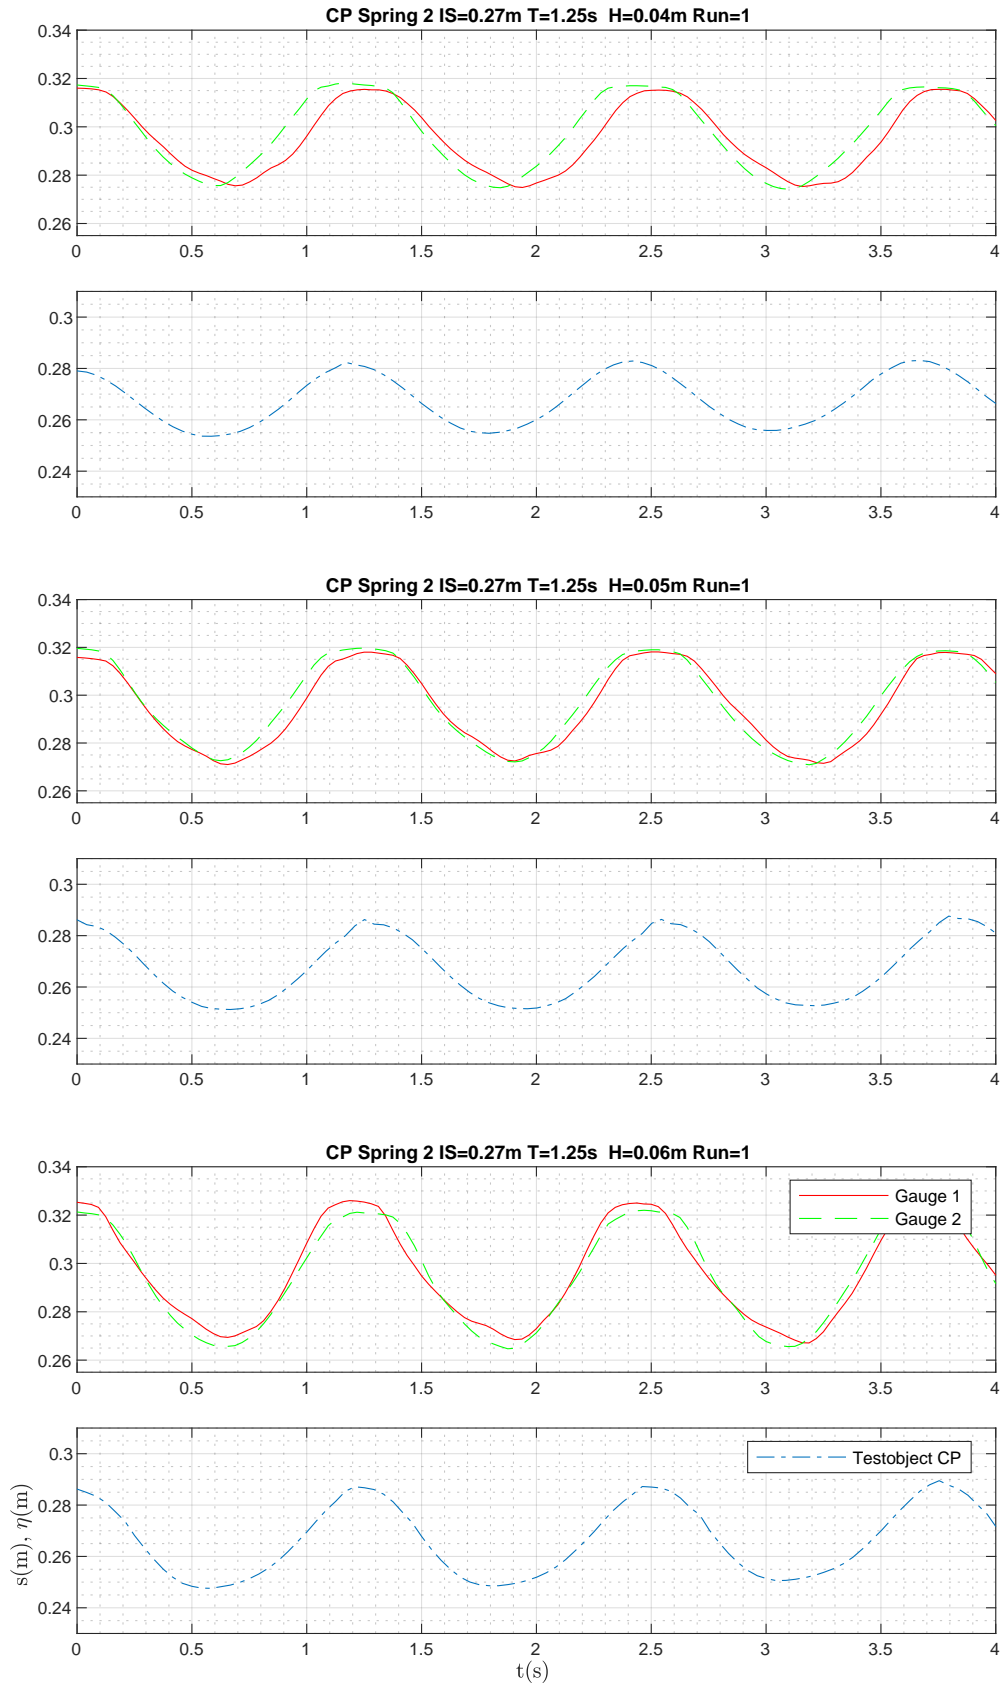 CP Spring 2 IS=0.27m T=1.25s  H=0.04m Run=1
0.34
0.32
0.3
0.28
0.26
0 0.5 1 1.5 2 2.5 3 3.5 4
0.3
0.28
0.26
0.24
0 0.5 1 1.5 2 2.5 3 3.5 4
CP Spring 2 IS=0.27m T=1.25s  H=0.05m Run=1
0.34
0.32
0.3
0.28
0.26
0 0.5 1 1.5 2 2.5 3 3.5 4
0.3
0.28
0.26
0.24
0 0.5 1 1.5 2 2.5 3 3.5 4
CP Spring 2 IS=0.27m T=1.25s  H=0.06m Run=1
0.34
0.32
0.3
0.28
0.26
Gauge 1
Gauge 2
0 0.5 1 1.5 2 2.5 3 3.5 4
0.3
0.28
0.26
0.24
Testobject CP
s(m), η(m)
0 0.5 1 1.5 2 2.5 3 3.5 4
t(s)